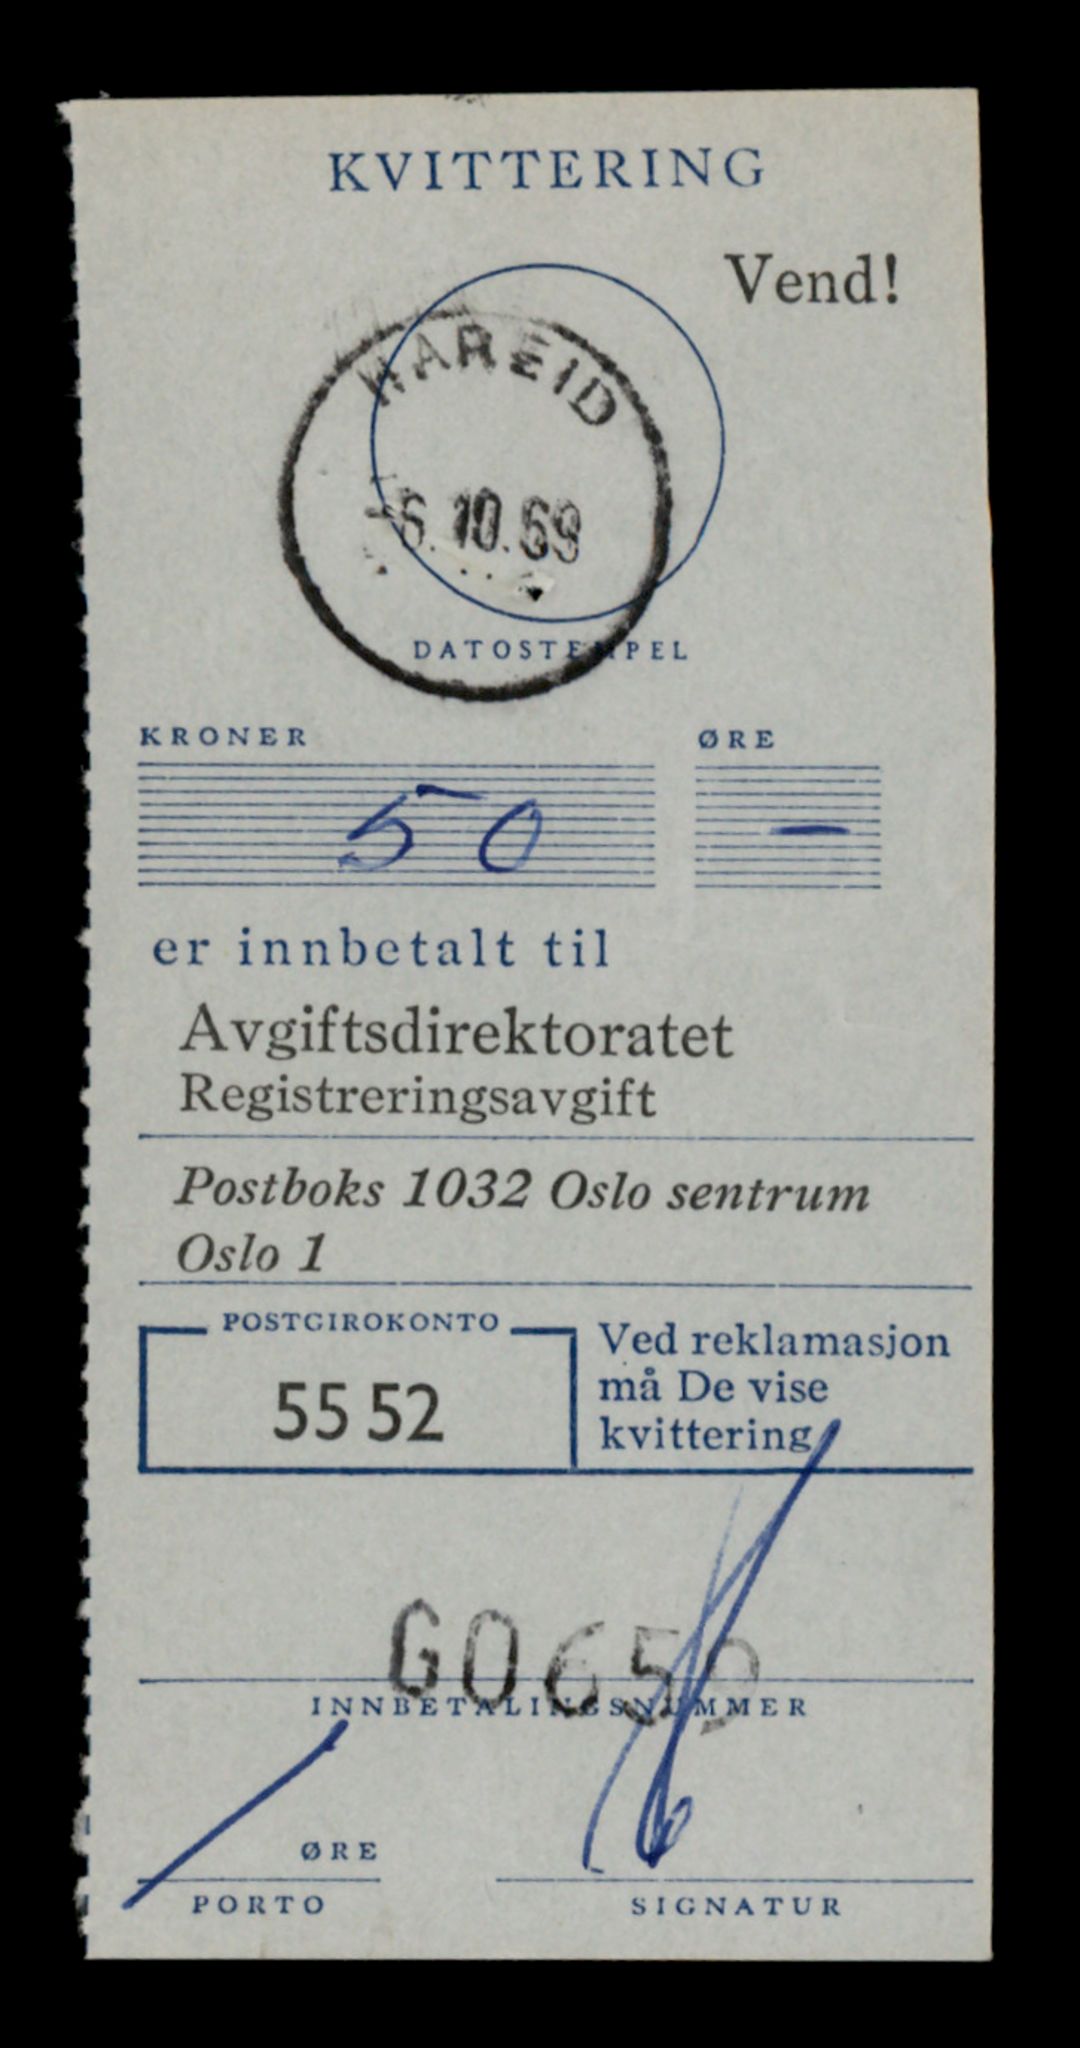 KVITTERING
Vend!
HAREID
6.10.69
DATOSTEMPEL
KRONER ØRE
50 —
er innbetalt til
Avgiftsdirektoratet
Registreringsavgift
Postboks 1032 Oslo sentrum
Oslo 1
POSTGIROKONTO
55 52
Ved reklamasjon
må De vise
kvittering
G0659
INNBETALINGSNUMMER
ØRE
PORTO SIGNATUR